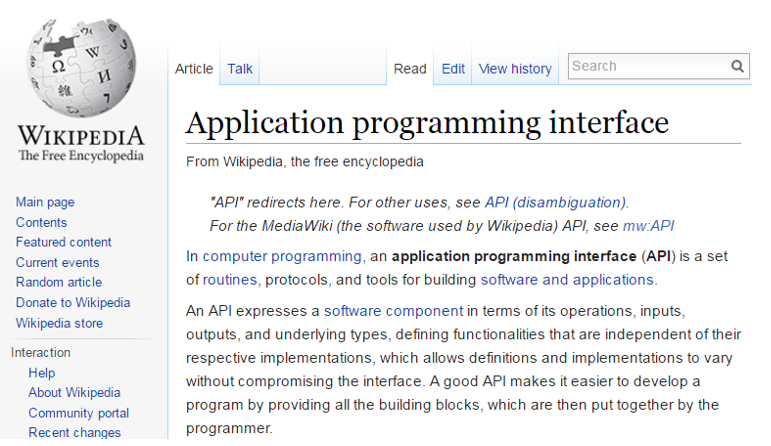 WIKIPEDIA
The Free Encyclopedia
Main page
Contents
Featured content
Current events
Random article
Donate to Wikipedia
Wikipedia store
Interaction
Help
About Wikipedia
Community portal
Recent changes
Article
Talk
Read
Edit
View history
Search
Application programming interface
From Wikipedia, the free encyclopedia
"API" redirects here. For other uses, see API (disambiguation).
For the MediaWiki (the software used by Wikipedia) API, see mw:API
In computer programming, an application programming interface (API) is a set
of routines, protocols, and tools for building software and applications.
An API expresses a software component in terms of its operations, inputs,
outputs, and underlying types, defining functionalities that are independent of their
respective implementations, which allows definitions and implementations to vary
without compromising the interface. A good API makes it easier to develop a
program by providing all the building blocks, which are then put together by the
programmer.